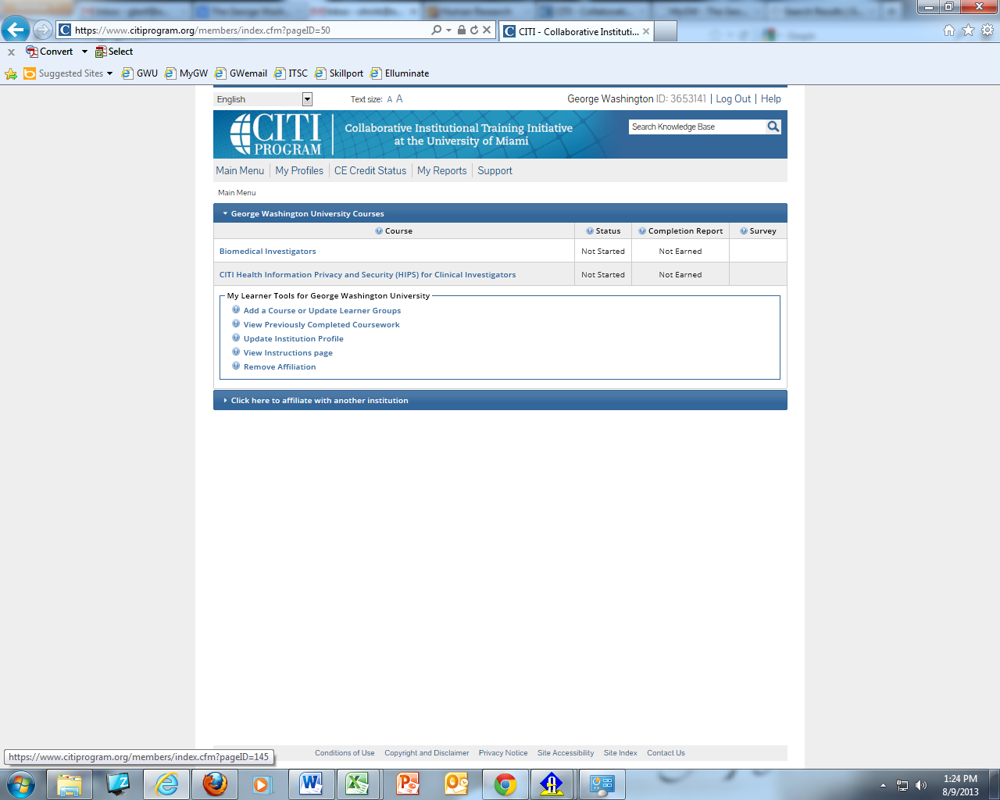 https://www.citiprogram.org/members/index.cfm?pageID=50
CITI - Collaborative Instituti...
x Convert Select
Suggested Sites GWU MyGW GWemail ITSC Skillport Elluminate
English Text size: A A George Washington ID: 3653141 | Log Out | Help
CITI PROGRAM
Collaborative Institutional Training Initiative
at the University of Miami
Search Knowledge Base
Main Menu My Profiles CE Credit Status My Reports Support
Main Menu
George Washington University Courses
Course Status Completion Report Survey
Biomedical Investigators Not Started Not Earned
CITI Health Information Privacy and Security (HIPS) for Clinical Investigators Not Started Not Earned
My Learner Tools for George Washington University
Add a Course or Update Learner Groups
View Previously Completed Coursework
Update Institution Profile
View Instructions page
Remove Affiliation
Click here to affiliate with another institution
Conditions of Use Copyright and Disclaimer Privacy Notice Site Accessibility Site Index Contact Us
https://www.citiprogram.org/members/index.cfm?pageID=145
1:24 PM
8/9/2013